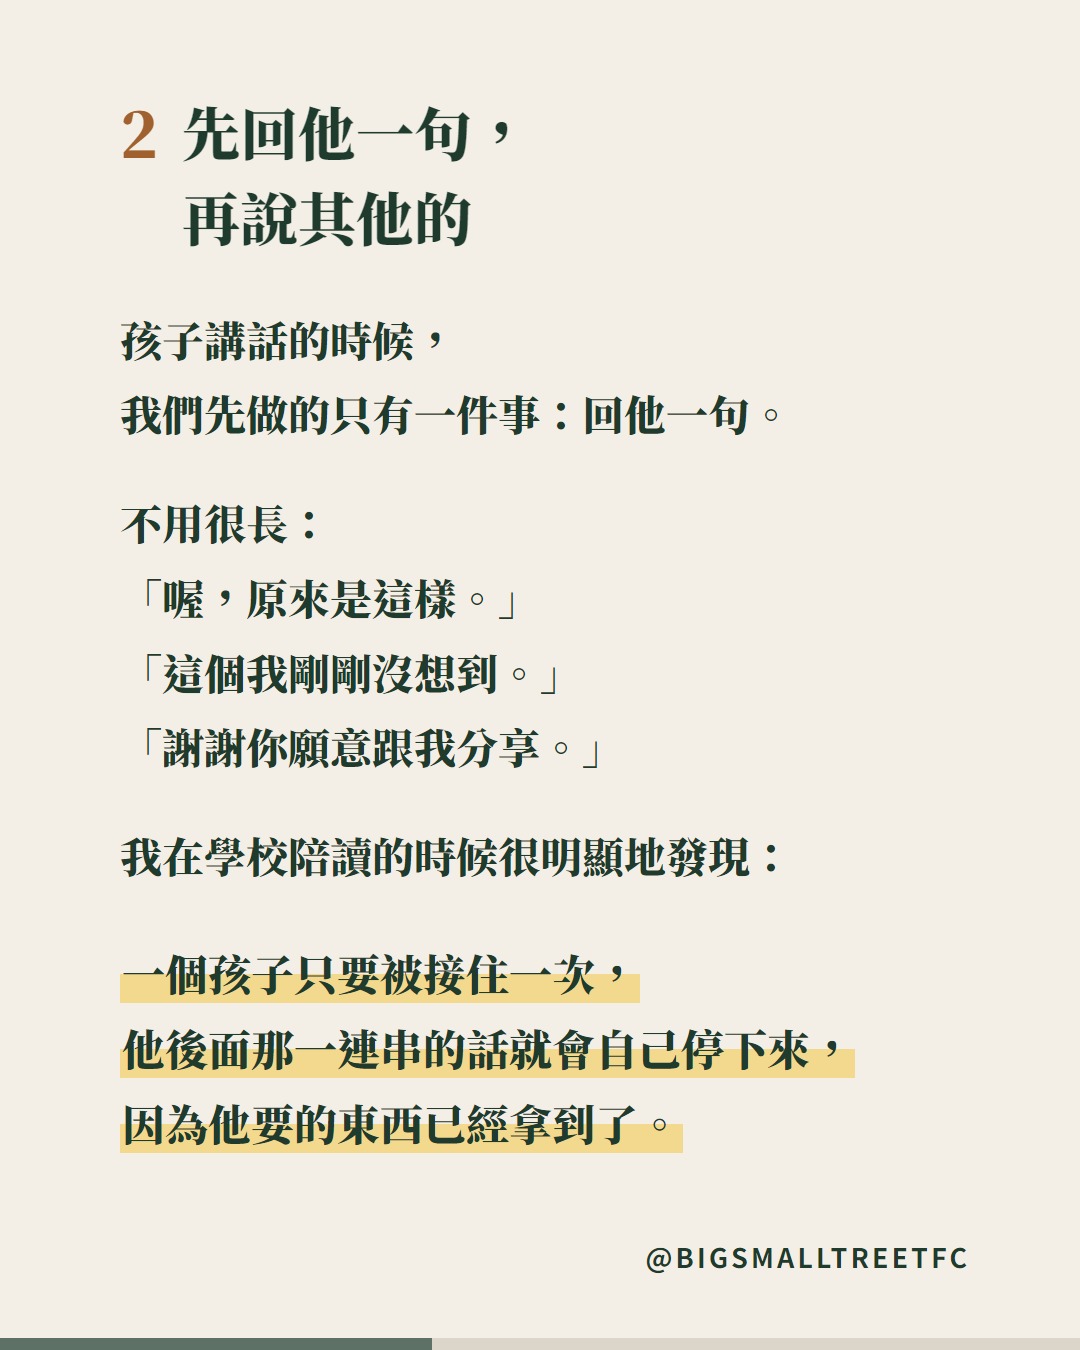 2 先回他一句，
再說其他的
孩子講話的時候，
我們先做的只有一件事：回他一句。
不用很長：
「喔，原來是這樣。」
「這個我剛剛沒想到。」
「謝謝你願意跟我分享。」
我在學校陪讀的時候很明顯地發現：
一個孩子只要被接住一次，
他後面那一連串的話就會自己停下來，
因為他要的東西已經拿到了。
@BIGSMALLTREETFC